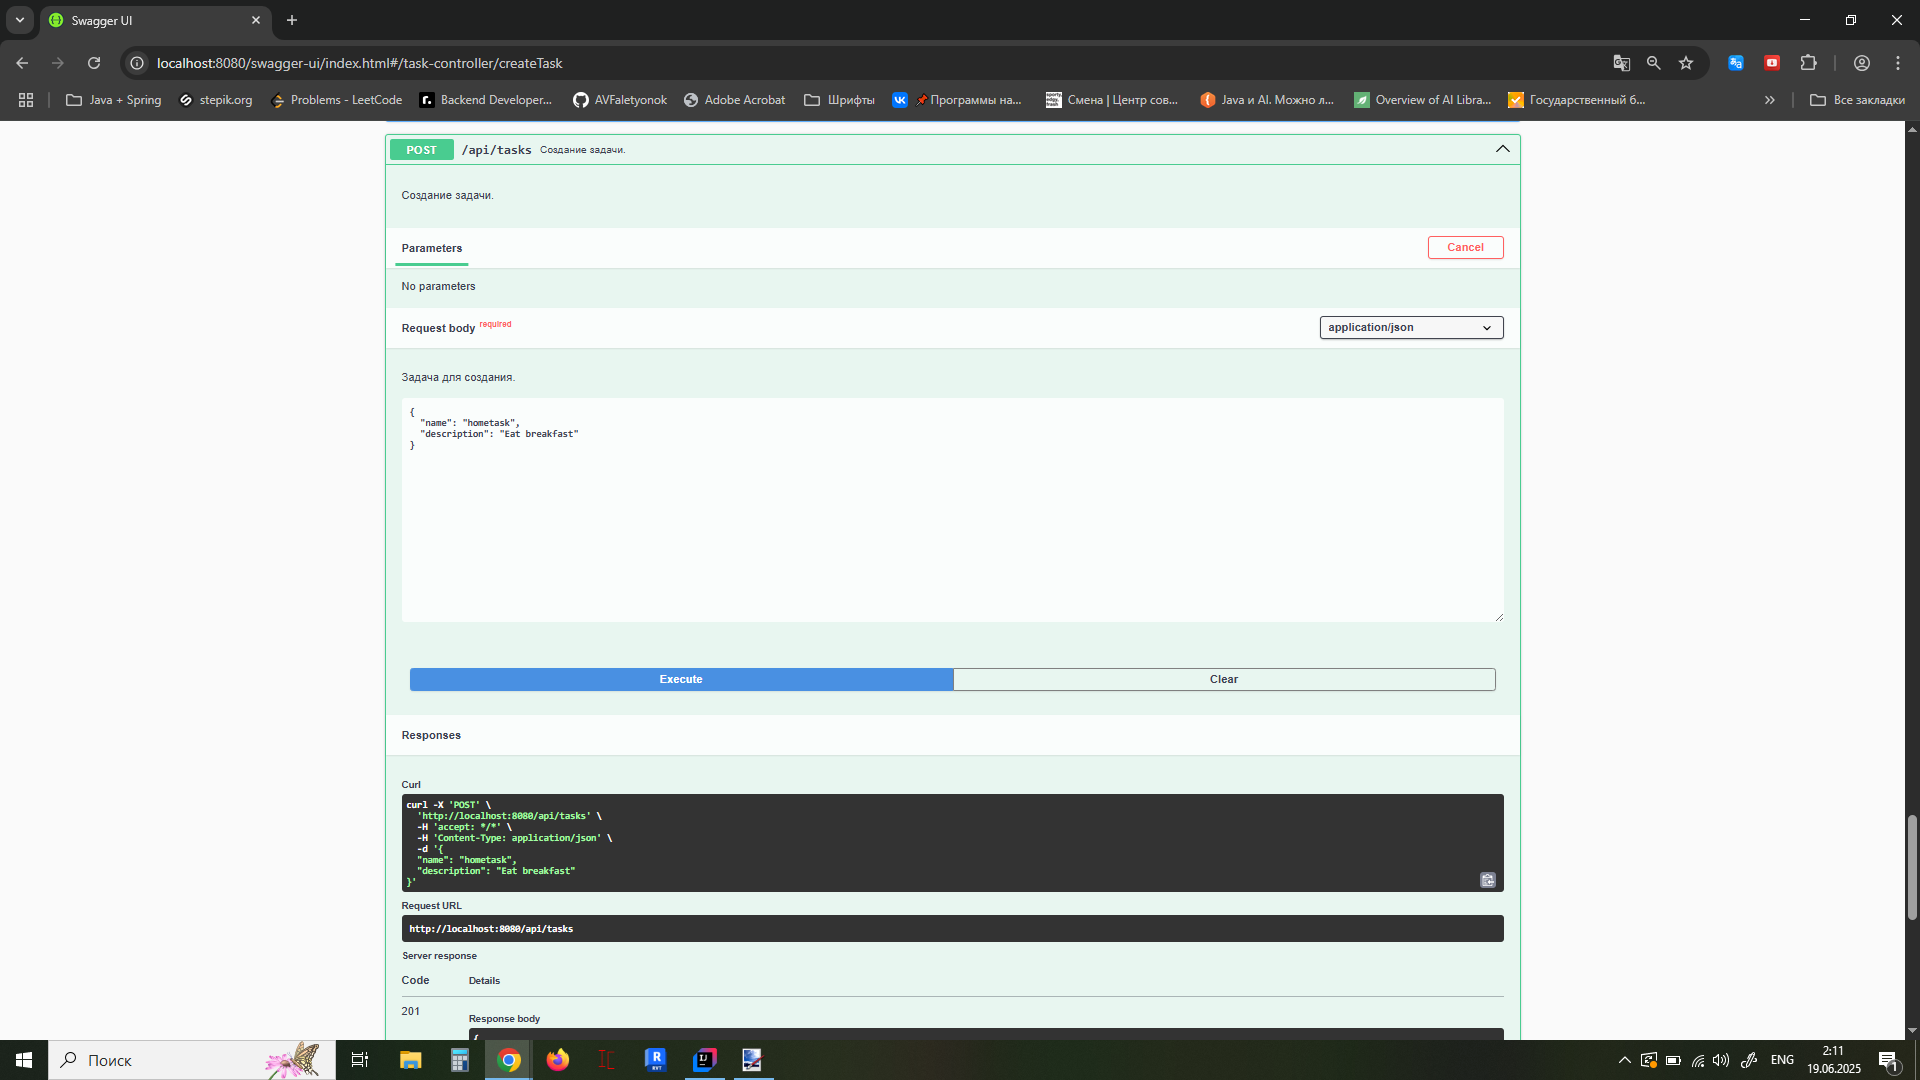 Swagger UI
localhost:8080/swagger-ui/index.html#/task-controller/createTask
Java + Spring
stepik.org
Problems - LeetCode
Backend Developer...
AVFaletyonok
Adobe Acrobat
Шрифты
Программы на...
Смена | Центр сов...
Java и AI. Можно л...
Overview of AI Libra...
Государственный б...
Все закладки
POST /api/tasks Создание задачи.
Создание задачи.
Parameters
Cancel
No parameters
Request body required
application/json
Задача для создания.
{
"name": "hometask",
"description": "Eat breakfast"
}
Execute
Clear
Responses
Curl
curl -X 'POST' \
'http://localhost:8080/api/tasks' \
-H 'accept: */*' \
-H 'Content-Type: application/json' \
-d '{
"name": "hometask",
"description": "Eat breakfast"
}'
Request URL
http://localhost:8080/api/tasks
Server response
Code Details
201
Response body
{
Поиск
ENG
2:11
19.06.2025
1